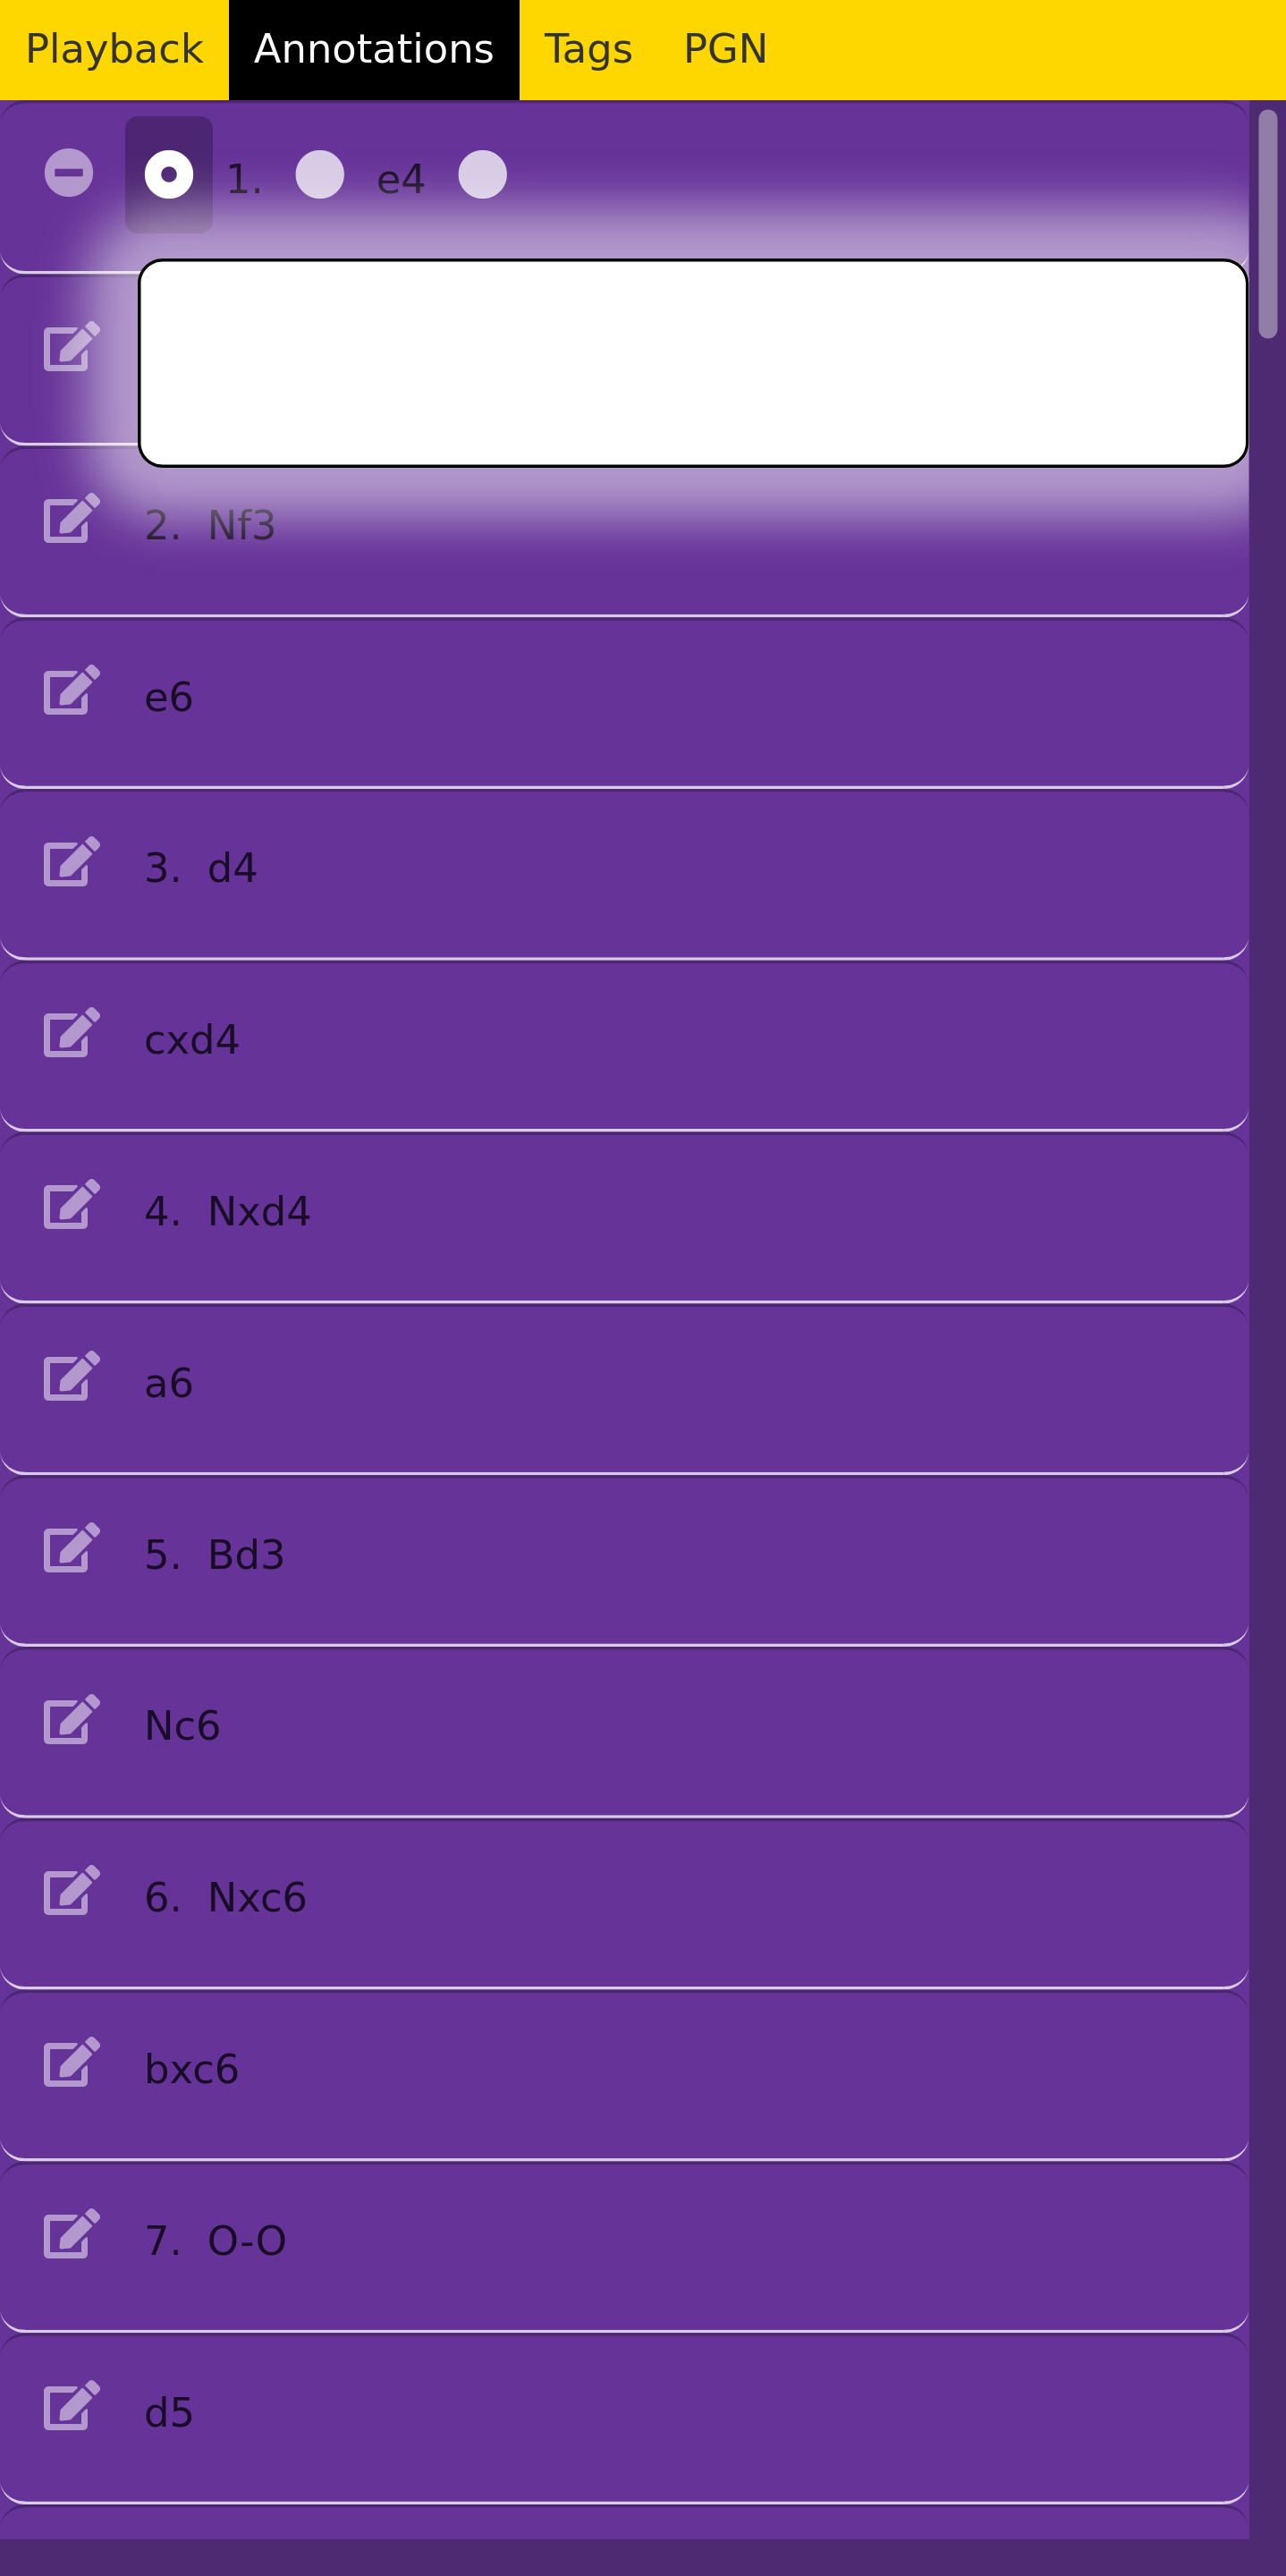 Playback Annotations Tags PGN
1. e4
2. Nf3
e6
3. d4
cxd4
4. Nxd4
a6
5. Bd3
Nc6
6. Nxc6
bxc6
7. O-O
d5